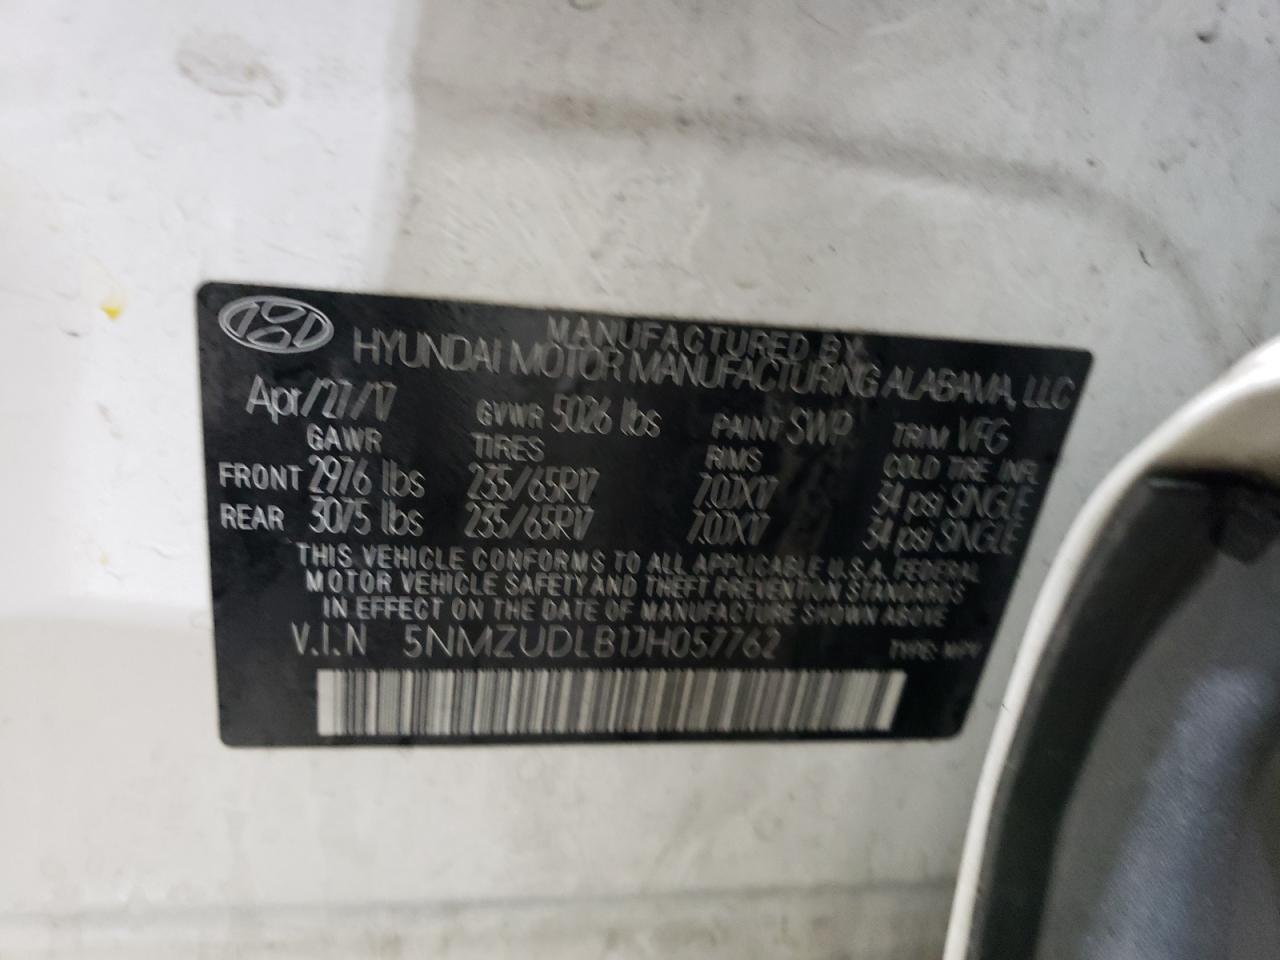 MANUFACTURED BY
HYUNDAI MOTOR MANUFACTURING ALABAMA, LLC
Apr/27/17 GVWR 5026 lbs PAINT SWP TRIM VFG
GAWR TIRES RIMS COLD TIRE INFL
FRONT 2976 lbs 235/65R17 7.0JX17 34 psi SINGLE
REAR 3075 lbs 235/65R17 7.0JX17 34 psi SINGLE
THIS VEHICLE CONFORMS TO ALL APPLICABLE U.S.A. FEDERAL
MOTOR VEHICLE SAFETY AND THEFT PREVENTION STANDARDS
IN EFFECT ON THE DATE OF MANUFACTURE SHOWN ABOVE
V.I.N 5NMZUDLB1JH057762 TYPE: MPV